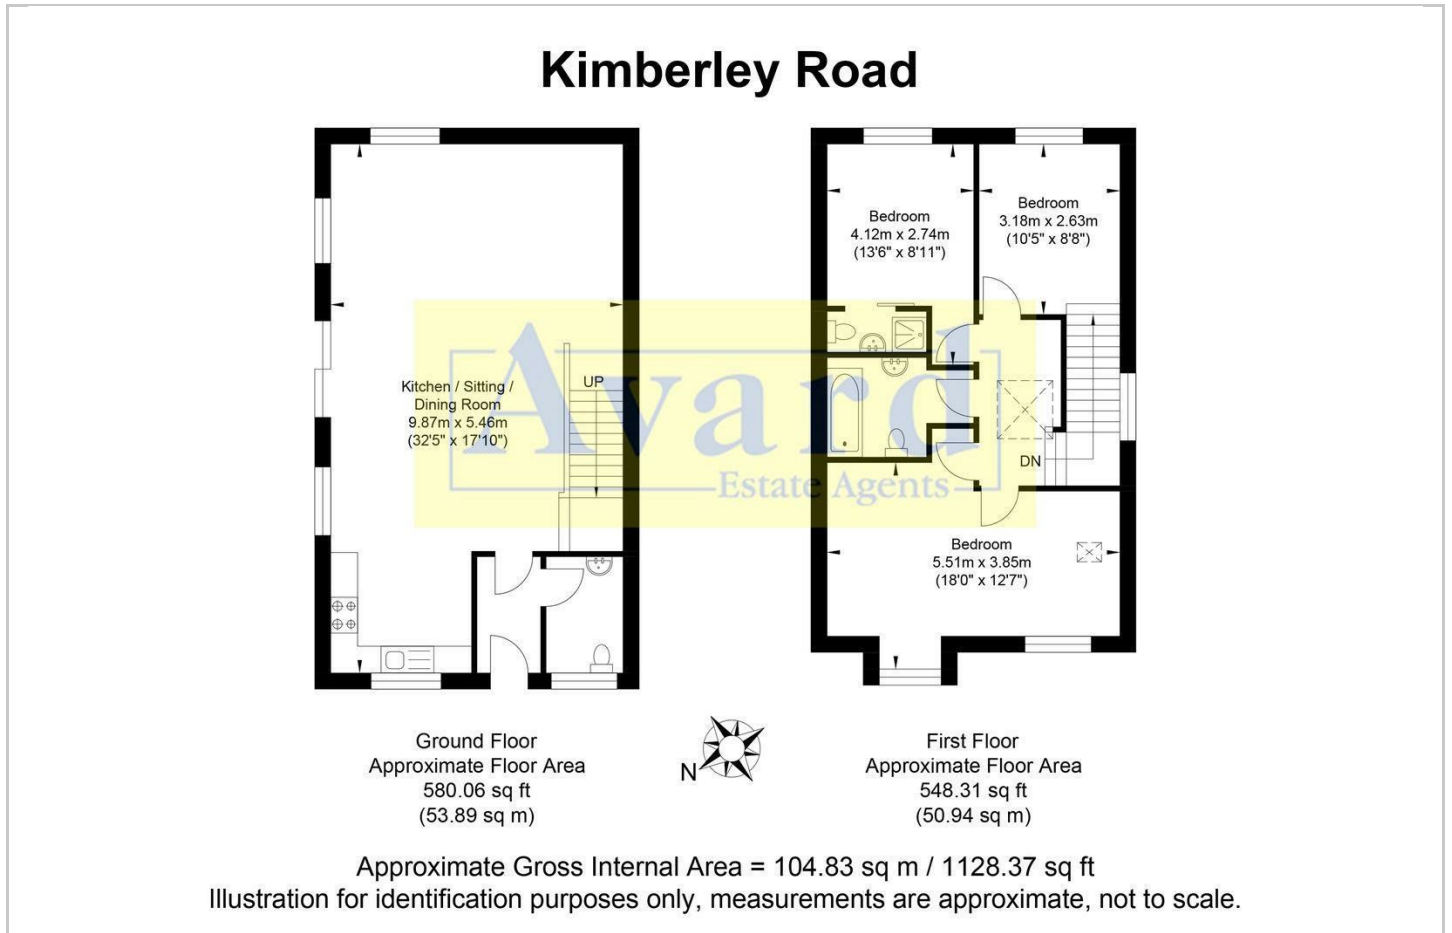 Kimberley Road
Kitchen / Sitting /
Dining Room
9.87m x 5.46m
(32'5" x 17'10")
UP
Bedroom
4.12m x 2.74m
(13'6" x 8'11")
Bedroom
3.18m x 2.63m
(10'5" x 8'8")
DN
Bedroom
5.51m x 3.85m
(18'0" x 12'7")
Avard
Estate Agents
Ground Floor
Approximate Floor Area
580.06 sq ft
(53.89 sq m)
N
First Floor
Approximate Floor Area
548.31 sq ft
(50.94 sq m)
Approximate Gross Internal Area = 104.83 sq m / 1128.37 sq ft
Illustration for identification purposes only, measurements are approximate, not to scale.